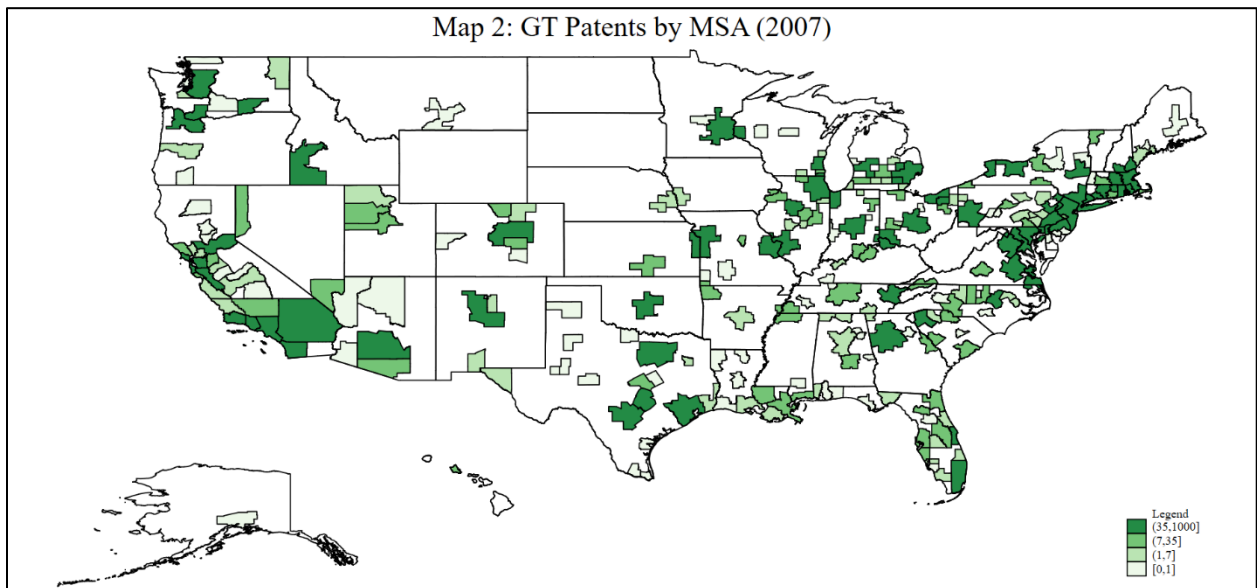 Map 2: GT Patents by MSA (2007)
Legend
(35,1000]
(7,35]
(1,7]
[0,1]